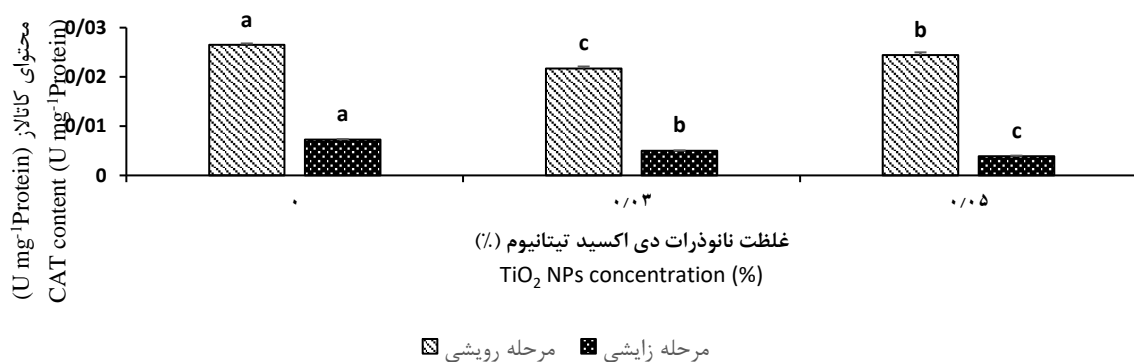 محتوای کاتالاز (U mg-1Protein)
CAT content (U mg-1Protein)
0/03
0/02
0/01
0
a
a
c
b
b
c
۰
۰/۰۳
۰/۰۵
غلظت نانوذرات دی اکسید تیتانیوم (٪)
TiO2 NPs concentration (%)
مرحله رویشی
مرحله زایشی